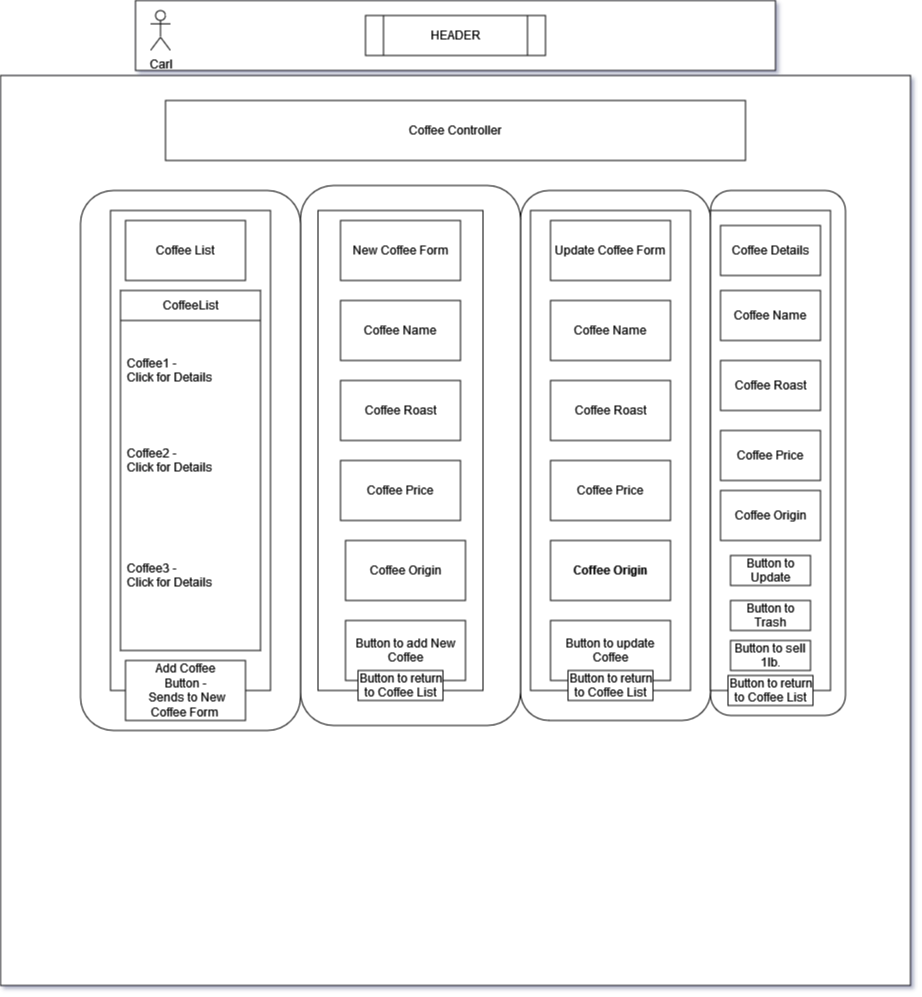 HEADER
Carl
Coffee Controller
Coffee List
CoffeeList
Coffee1 -
Click for Details
Coffee2 -
Click for Details
Coffee3 -
Click for Details
Add Coffee
Button -
Sends to New
Coffee Form
New Coffee Form
Coffee Name
Coffee Roast
Coffee Price
Coffee Origin
Button to add New
Coffee
Button to return
to Coffee List
Update Coffee Form
Coffee Name
Coffee Roast
Coffee Price
Coffee Origin
Button to update
Coffee
Button to return
to Coffee List
Coffee Details
Coffee Name
Coffee Roast
Coffee Price
Coffee Origin
Button to
Update
Button to
Trash
Button to sell
1lb.
Button to return
to Coffee List